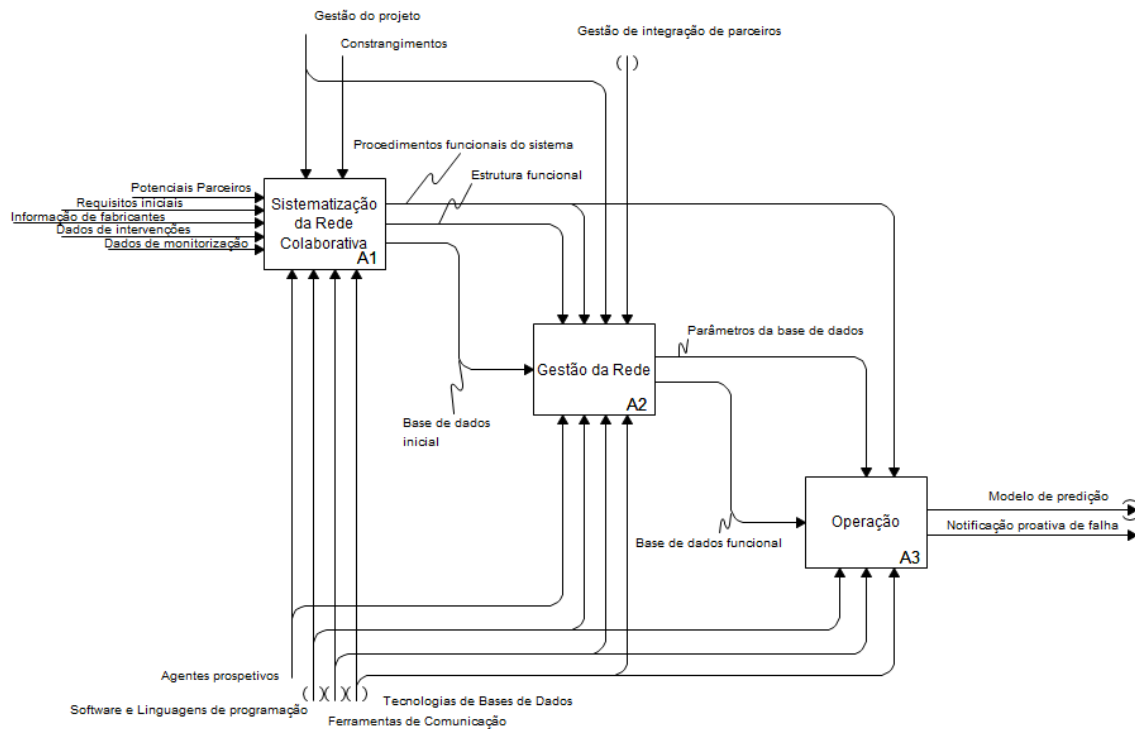 Gestão do projeto
Constrangimentos
Gestão de integração de parceiros
Procedimentos funcionais do sistema
Estrutura funcional
Potenciais Parceiros
Requisitos iniciais
Informação de fabricantes
Dados de intervenções
Dados de monitorização
Sistematização
da Rede
Colaborativa
A1
Parâmetros da base de dados
Gestão da Rede
A2
Base de dados
inicial
Modelo de predição
Operação
Notificação proativa de falha
A3
Base de dados funcional
Agentes prospetivos
Tecnologias de Bases de Dados
Software e Linguagens de programação
Ferramentas de Comunicação